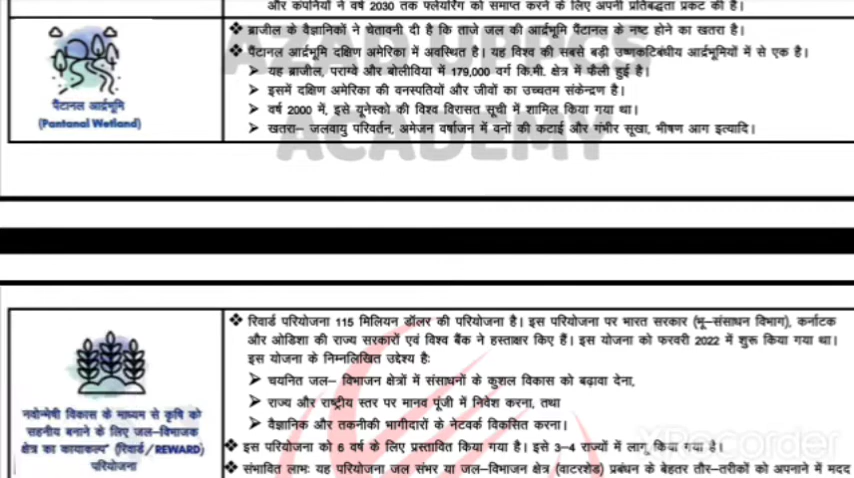 और कंपनियों ने वर्ष 2030 तक फ्लेयरिंग को समाप्त करने के लिए अपनी प्रतिबद्धता प्रकट की है।
❖ ब्राजील के वैज्ञानिकों ने चेतावनी दी है कि ताजे जल की आर्द्रभूमि पैंटानल के नष्ट होने का खतरा है।
❖ पैंटानल आर्द्रभूमि दक्षिण अमेरिका में अवस्थित है। यह विश्व की सबसे बड़ी उष्णकटिबंधीय आर्द्रभूमियों में से एक है।
➤ यह ब्राजील, पराग्वे और बोलीविया में 179,000 वर्ग कि.मी. क्षेत्र में फैली हुई है।
➤ इसमें दक्षिण अमेरिका की वनस्पतियों और जीवों का उच्चतम संकेन्द्रण है।
➤ वर्ष 2000 में, इसे यूनेस्को की विश्व विरासत सूची में शामिल किया गया था।
➤ खतरा– जलवायु परिवर्तन, अमेजन वर्षावन में वनों की कटाई और गंभीर सूखा, भीषण आग इत्यादि।
पैंटानल आर्द्रभूमि
(Pantanal Wetland)
ACADEMY
❖ रिवार्ड परियोजना 115 मिलियन डॉलर की परियोजना है। इस परियोजना पर भारत सरकार (भू–संसाधन विभाग), कर्नाटक
और ओडिशा की राज्य सरकारों एवं विश्व बैंक ने हस्ताक्षर किए हैं। इस योजना को फरवरी 2022 में शुरू किया गया था।
इस योजना के निम्नलिखित उद्देश्य हैः
➤ चयनित जल– विभाजन क्षेत्रों में संसाधनों के कुशल विकास को बढ़ावा देना,
➤ राज्य और राष्ट्रीय स्तर पर मानव पूंजी में निवेश करना, तथा
➤ वैज्ञानिक और तकनीकी भागीदारों के नेटवर्क विकसित करना।
❖ इस परियोजना को 6 वर्ष के लिए प्रस्तावित किया गया है। इसे 3–4 राज्यों में लागू किया गया है।
❖ संभावित लाभः यह परियोजना जल संभर या जल–विभाजन क्षेत्र (वाटरशेड) प्रबंधन के बेहतर तौर–तरीकों को अपनाने में मदद
नवोन्मेषी विकास के माध्यम से कृषि को
सहनीय बनाने के लिए जल–विभाजक
क्षेत्र का कायाकल्प" (रिवार्ड/REWARD)
परियोजना
XRecorder